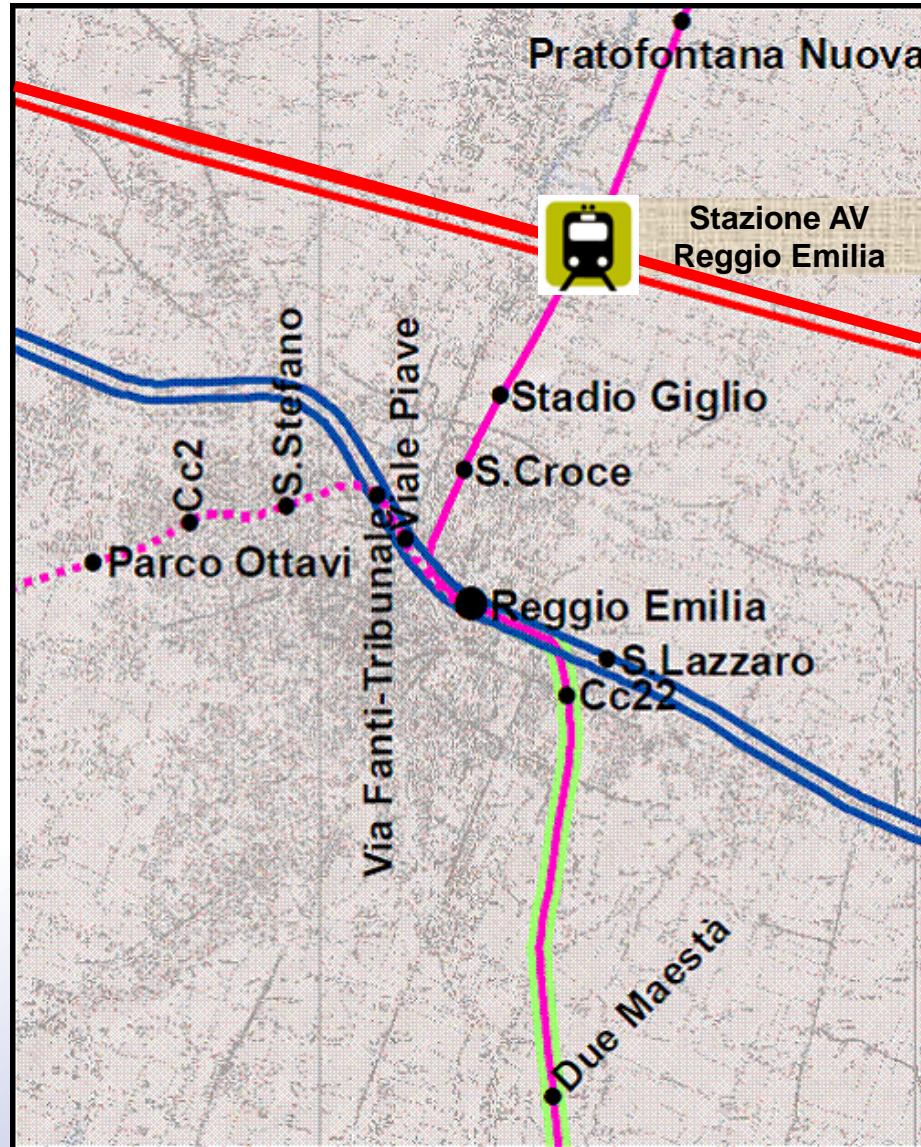 Pratofontana Nuova
Stazione AV
Reggio Emilia
Stadio Giglio
Viale Piave
S.Stefano
Cc2
S.Croce
Parco Ottavi
Via Fanti-Tribunale
Reggio Emilia
S.Lazzaro
Cc22
Due Maestà